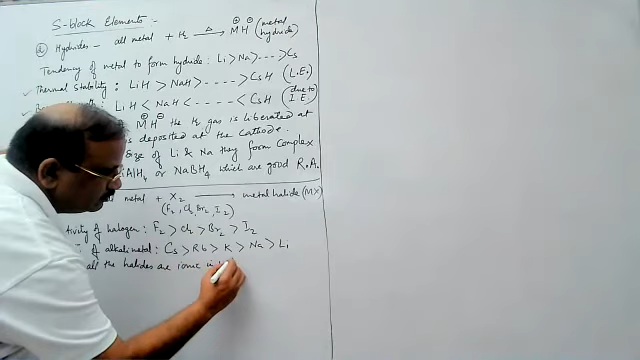 S-block Elements -
(d) Hydrides - all metal + H₂ —Δ→ M⊕ H⊖ (metal hydride)
Tendency of metal to form hydride : Li > Na > --- > Cs
✓ Thermal stability : LiH > NaH > ---- > CsH (L.E.)
LiH < NaH < ----- < CsH (due to I.E.)
M⊕ H⊖ the H₂ gas is liberated at
is deposited at the cathode.
size of Li & Na they form complex
LiAlH₄ or NaBH₄ which are good R.A.
metal + X₂ ⟶ metal halide (MX)
(F₂, Cl₂, Br₂, I₂)
of halogen : F₂ > Cl₂ > Br₂ > I₂
of alkali metal : Cs > Rb > K > Na > Li
all the halides are ionic in